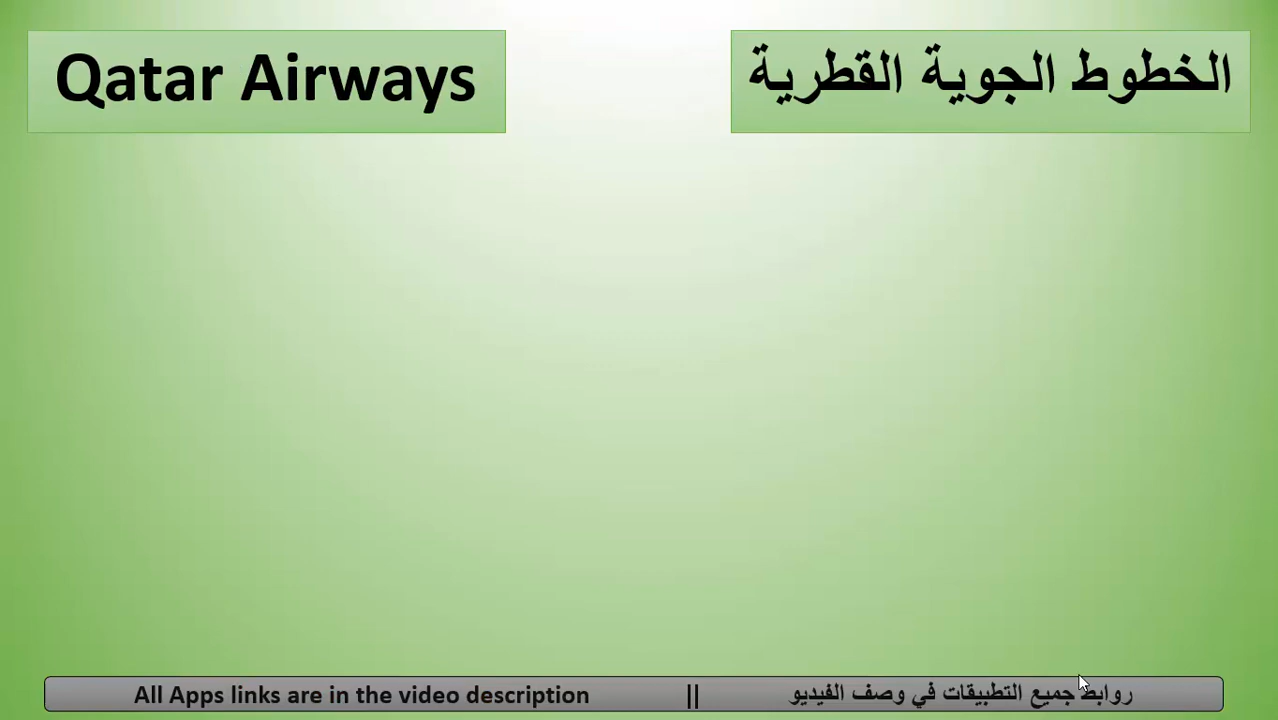 Qatar Airways
الخطوط الجوية القطرية
All Apps links are in the video description || روابط جميع التطبيقات في وصف الفيديو